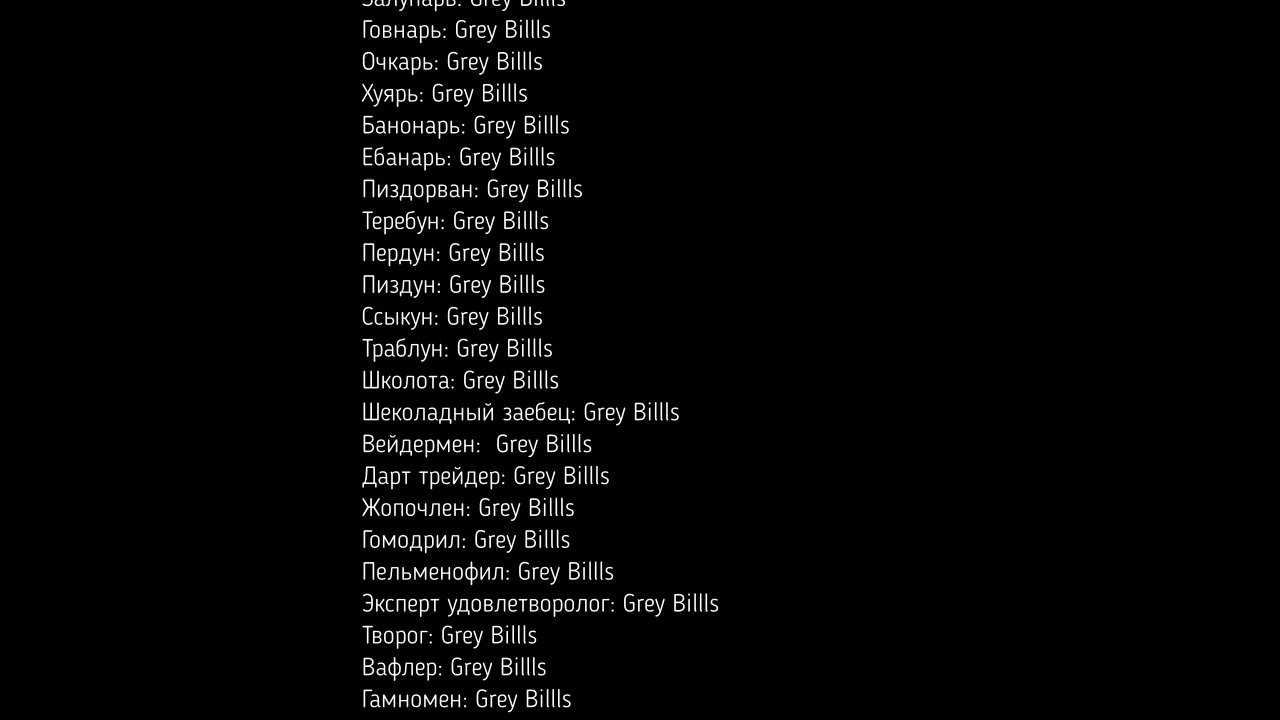 Залупарь: Grey Billls
Говнарь: Grey Billls
Очкарь: Grey Billls
Хуярь: Grey Billls
Банонарь: Grey Billls
Ебанарь: Grey Billls
Пиздорван: Grey Billls
Теребун: Grey Billls
Пердун: Grey Billls
Пиздун: Grey Billls
Ссыкун: Grey Billls
Траблун: Grey Billls
Школота: Grey Billls
Шеколадный заебец: Grey Billls
Вейдермен:  Grey Billls
Дарт трейдер: Grey Billls
Жопочлен: Grey Billls
Гомодрил: Grey Billls
Пельменофил: Grey Billls
Эксперт удовлетворолог: Grey Billls
Творог: Grey Billls
Вафлер: Grey Billls
Гамномен: Grey Billls